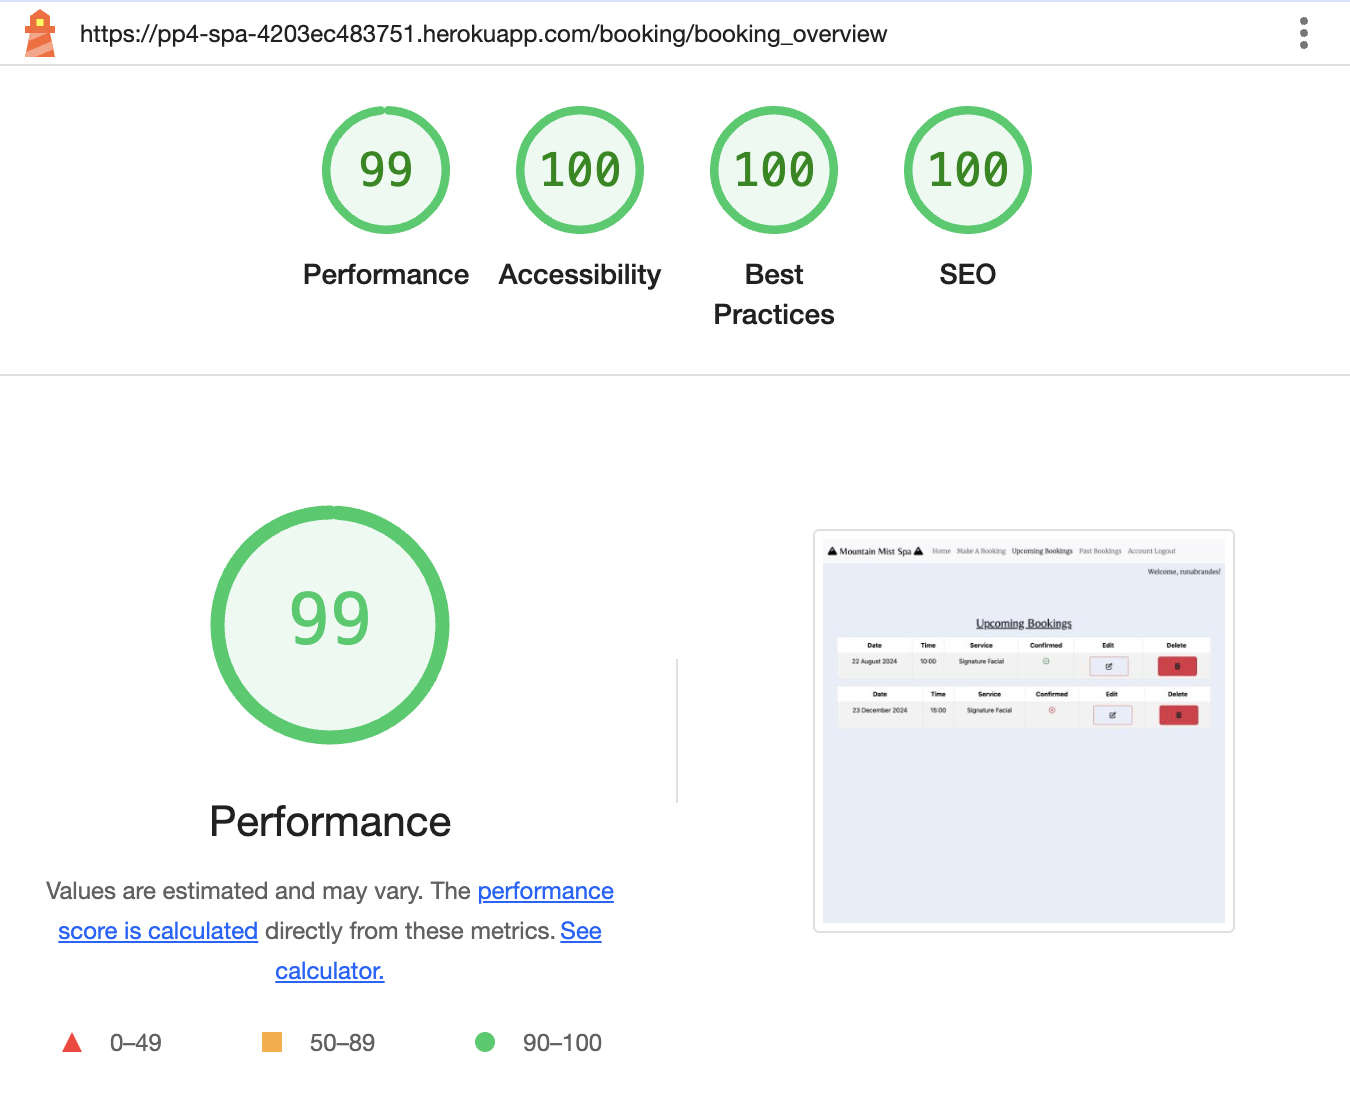 https://pp4-spa-4203ec483751.herokuapp.com/booking/booking_overview
99
100
100
100
Performance
Accessibility
Best
Practices
SEO
99
Performance
Values are estimated and may vary. The performance
score is calculated directly from these metrics. See
calculator.
0–49
50–89
90–100
Mountain Mist Spa
Home
Make A Booking
Upcoming Bookings
Past Bookings
Account Logout
Welcome, runabrandes!
Upcoming Bookings
Date Time Service Confirmed Edit Delete
22 August 2024 10:00 Signature Facial
Date Time Service Confirmed Edit Delete
23 December 2024 15:00 Signature Facial